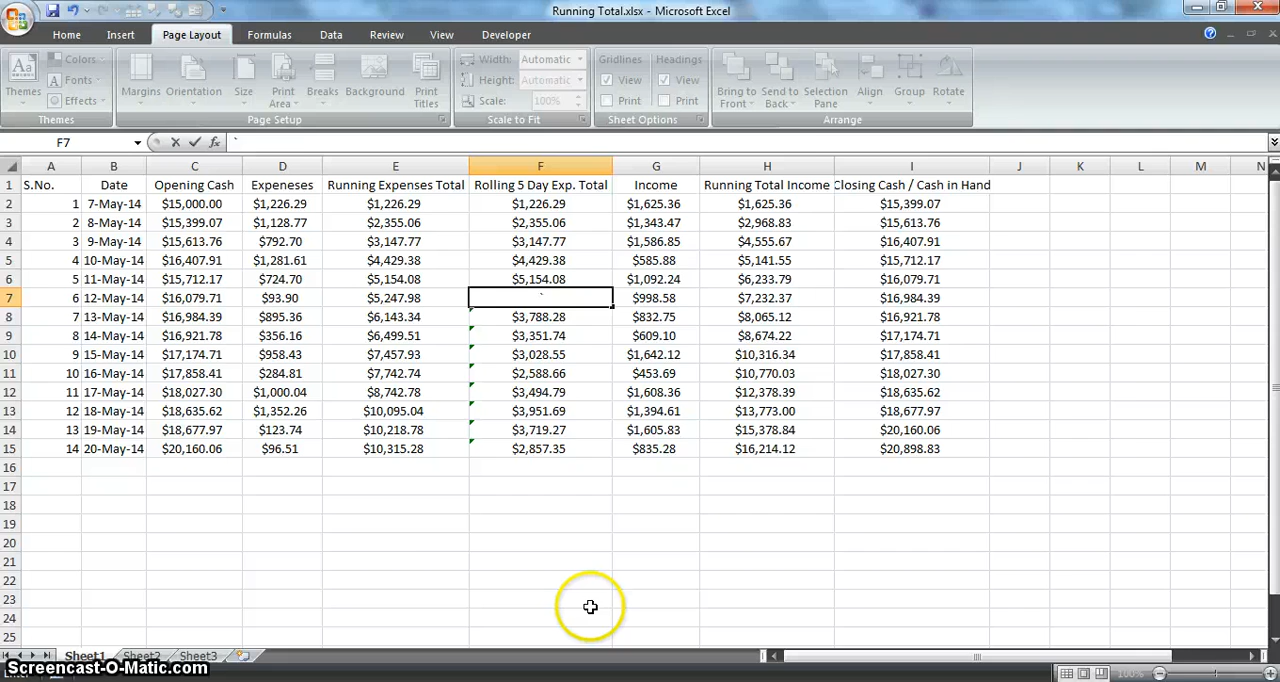 Running Total.xlsx - Microsoft Excel
Home Insert Page Layout Formulas Data Review View Developer
Themes Colors Fonts Effects Margins Orientation Size Print Area Breaks Background Print Titles Width: Automatic Height: Automatic Scale: 100% Gridlines View Print Headings View Print Bring to Front Send to Back Selection Pane Align Group Rotate
Themes Page Setup Scale to Fit Sheet Options Arrange
F7 fx `
A B C D E F G H I J K L M N
1 S.No. Date Opening Cash Expeneses Running Expenses Total Rolling 5 Day Exp. Total Income Running Total Income Closing Cash / Cash in Hand
2 1 7-May-14 $15,000.00 $1,226.29 $1,226.29 $1,226.29 $1,625.36 $1,625.36 $15,399.07
3 2 8-May-14 $15,399.07 $1,128.77 $2,355.06 $2,355.06 $1,343.47 $2,968.83 $15,613.76
4 3 9-May-14 $15,613.76 $792.70 $3,147.77 $3,147.77 $1,586.85 $4,555.67 $16,407.91
5 4 10-May-14 $16,407.91 $1,281.61 $4,429.38 $4,429.38 $585.88 $5,141.55 $15,712.17
6 5 11-May-14 $15,712.17 $724.70 $5,154.08 $5,154.08 $1,092.24 $6,233.79 $16,079.71
7 6 12-May-14 $16,079.71 $93.90 $5,247.98 ` $998.58 $7,232.37 $16,984.39
8 7 13-May-14 $16,984.39 $895.36 $6,143.34 $3,788.28 $832.75 $8,065.12 $16,921.78
9 8 14-May-14 $16,921.78 $356.16 $6,499.51 $3,351.74 $609.10 $8,674.22 $17,174.71
10 9 15-May-14 $17,174.71 $958.43 $7,457.93 $3,028.55 $1,642.12 $10,316.34 $17,858.41
11 10 16-May-14 $17,858.41 $284.81 $7,742.74 $2,588.66 $453.69 $10,770.03 $18,027.30
12 11 17-May-14 $18,027.30 $1,000.04 $8,742.78 $3,494.79 $1,608.36 $12,378.39 $18,635.62
13 12 18-May-14 $18,635.62 $1,352.26 $10,095.04 $3,951.69 $1,394.61 $13,773.00 $18,677.97
14 13 19-May-14 $18,677.97 $123.74 $10,218.78 $3,719.27 $1,605.83 $15,378.84 $20,160.06
15 14 20-May-14 $20,160.06 $96.51 $10,315.28 $2,857.35 $835.28 $16,214.12 $20,898.83
16
17
18
19
20
21
22
23
24
25
Sheet1 Sheet2 Sheet3
Screencast-O-Matic.com 100%